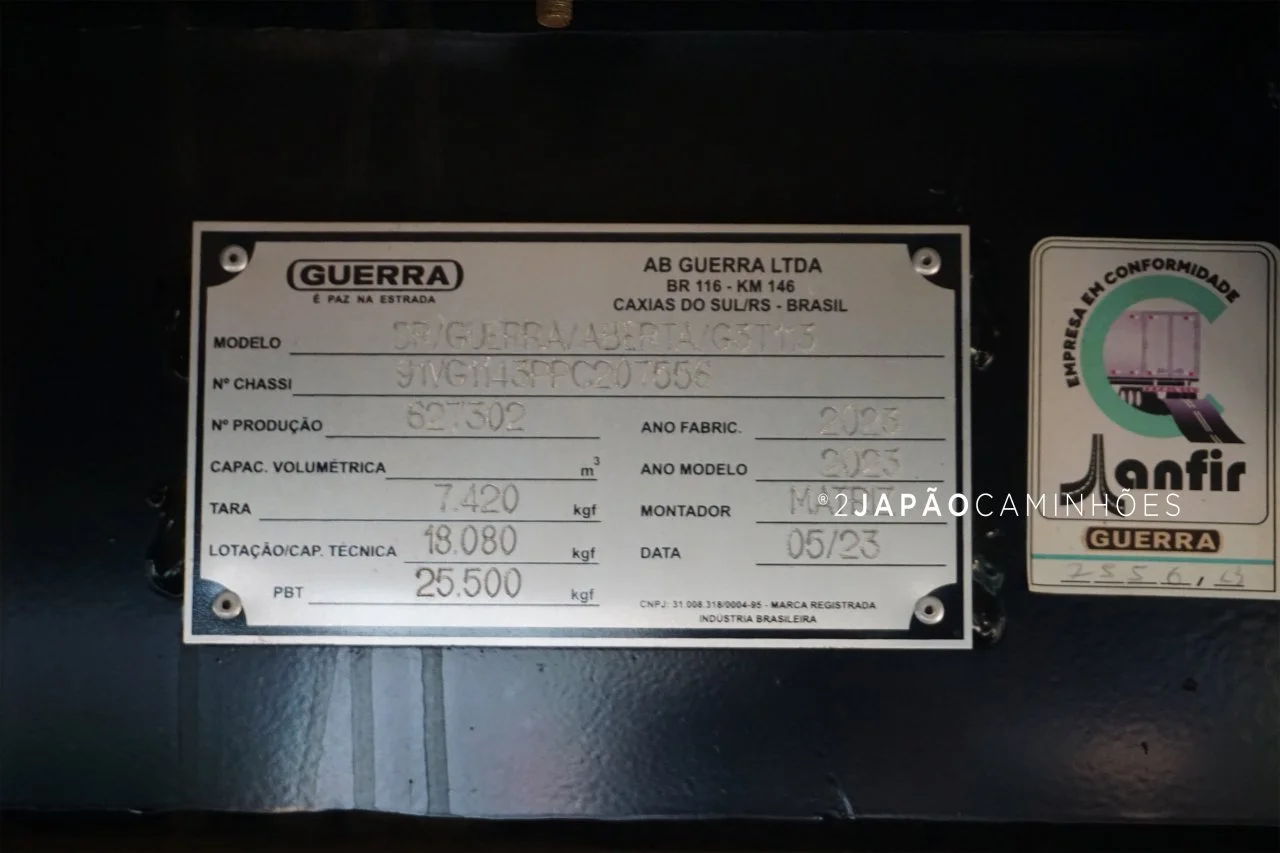 GUERRA
É PAZ NA ESTRADA
AB GUERRA LTDA
BR 116 - KM 146
CAXIAS DO SUL/RS - BRASIL
MODELO SR/GUERRA/ABERTA/G3T113
Nº CHASSI 91VG1143PPC207556
Nº PRODUÇÃO 627302
ANO FABRIC. 2023
CAPAC. VOLUMÉTRICA m³
ANO MODELO 2023
TARA 7.420 kgf
MONTADOR MATRIZ
LOTAÇÃO/CAP. TÉCNICA 18.080 kgf
DATA 05/23
PBT 25.500 kgf
CNPJ: 31.008.318/0004-95 - MARCA REGISTRADA
INDÚSTRIA BRASILEIRA
®2JAPÃOCAMINHÕES
EMPRESA EM CONFORMIDADE
anfir
GUERRA